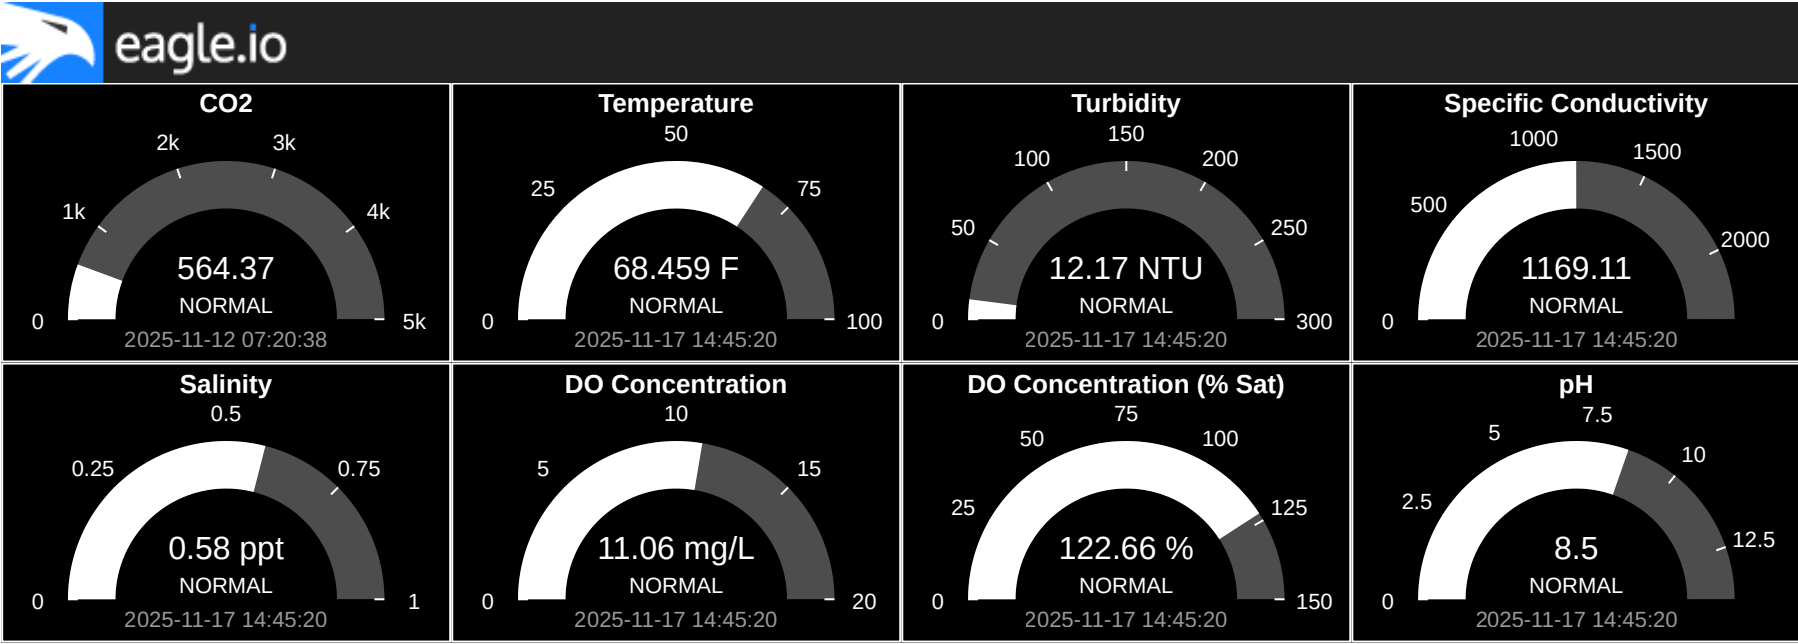 eagle.io
CO2
0
1k
2k
3k
4k
5k
564.37
NORMAL
2025-11-12 07:20:38
Temperature
0
25
50
75
100
68.459 F
NORMAL
2025-11-17 14:45:20
Turbidity
0
50
100
150
200
250
300
12.17 NTU
NORMAL
2025-11-17 14:45:20
Specific Conductivity
0
500
1000
1500
2000
1169.11
NORMAL
2025-11-17 14:45:20
Salinity
0
0.25
0.5
0.75
1
0.58 ppt
NORMAL
2025-11-17 14:45:20
DO Concentration
0
5
10
15
20
11.06 mg/L
NORMAL
2025-11-17 14:45:20
DO Concentration (% Sat)
0
25
50
75
100
125
150
122.66 %
NORMAL
2025-11-17 14:45:20
pH
0
2.5
5
7.5
10
12.5
8.5
NORMAL
2025-11-17 14:45:20